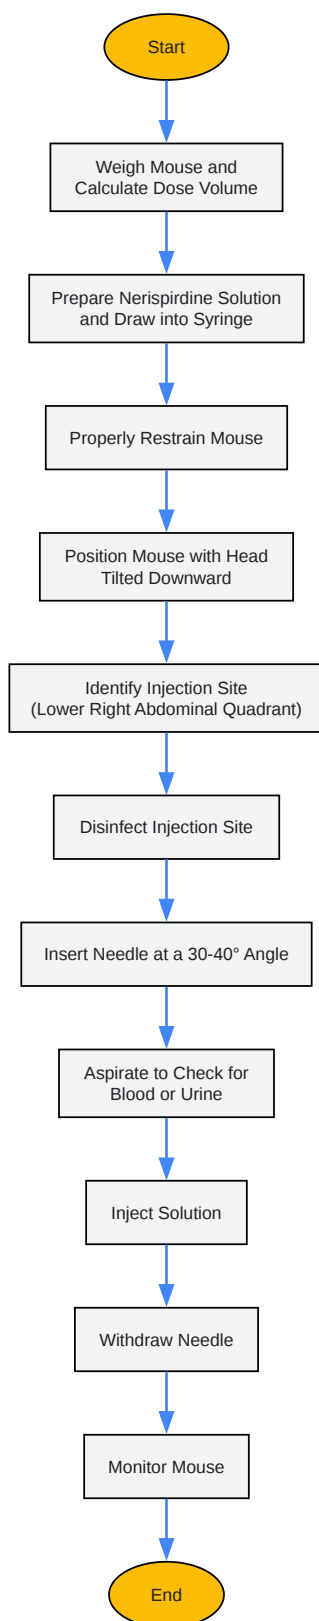 Start
Weigh Mouse and
Calculate Dose Volume
Prepare Nerispirdine Solution
and Draw into Syringe
Properly Restrain Mouse
Position Mouse with Head
Tilted Downward
Identify Injection Site
(Lower Right Abdominal Quadrant)
Disinfect Injection Site
Insert Needle at a 30-40° Angle
Aspirate to Check for
Blood or Urine
Inject Solution
Withdraw Needle
Monitor Mouse
End